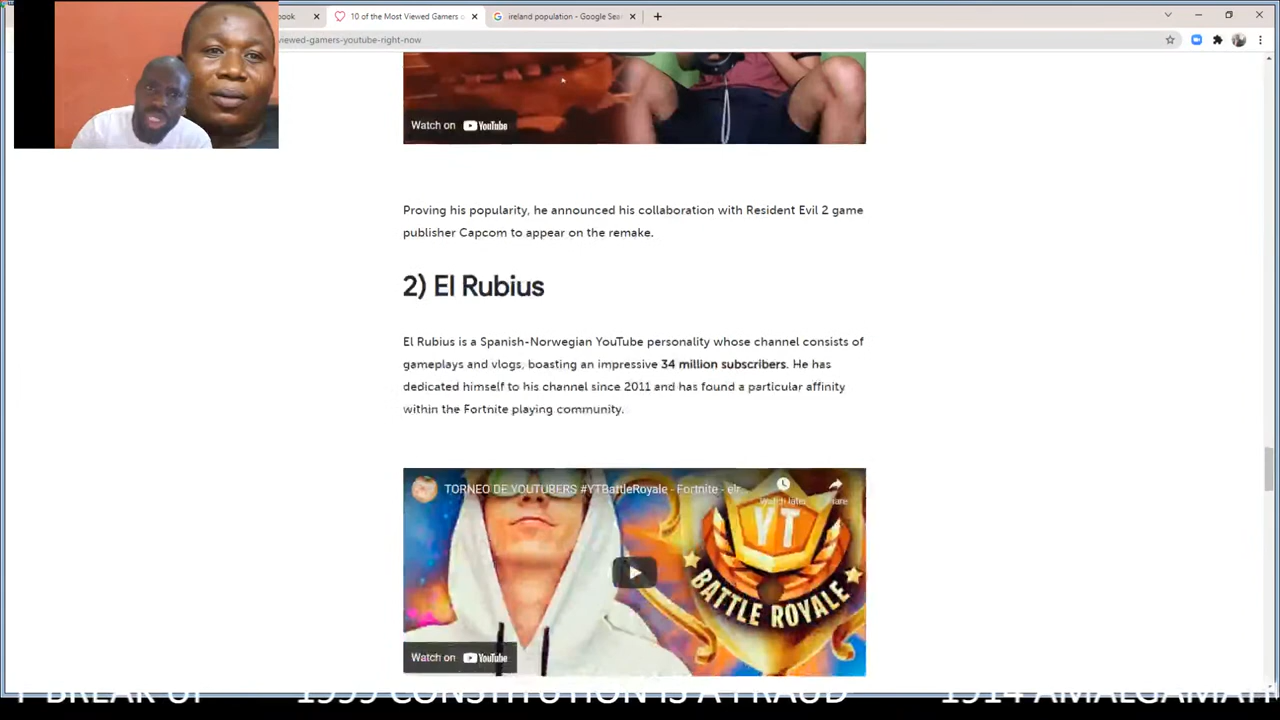 ook
10 of the Most Viewed Gamers o
ireland population - Google Sea
iewed-gamers-youtube-right-now
Watch on YouTube
Proving his popularity, he announced his collaboration with Resident Evil 2 game
publisher Capcom to appear on the remake.
2) El Rubius
El Rubius is a Spanish-Norwegian YouTube personality whose channel consists of
gameplays and vlogs, boasting an impressive 34 million subscribers. He has
dedicated himself to his channel since 2011 and has found a particular affinity
within the Fortnite playing community.
TORNEO DE YOUTUBERS #YTBattleRoyale - Fortnite - elr
Watch later
Share
YT
BATTLE ROYALE
Watch on YouTube
BREAK UP 1999 CONSTITUTION IS A FRAUD 1914 AMALGAMATI